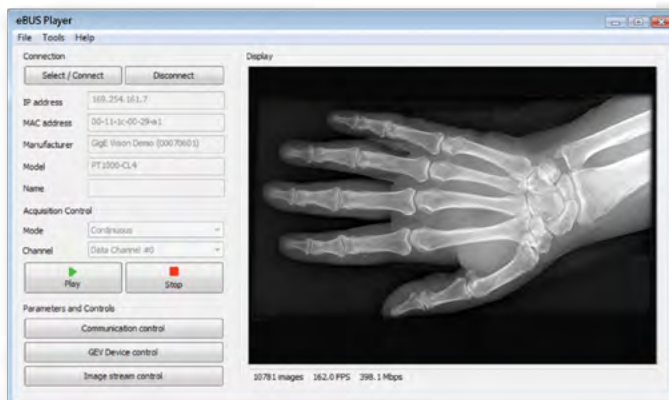 eBUS Player
File Tools Help
Connection
Select / Connect Disconnect
IP address 169.254.161.7
MAC address 00-11-1c-00-29-a1
Manufacturer GigE Vision Demo (00070601)
Model PT1000-CL4
Name
Acquisition Control
Mode Continuous
Channel Data Channel #0
Play Stop
Parameters and Controls
Communication control
GEV Device control
Image stream control
Display
10781 images 162.0 FPS 398.1 Mbps